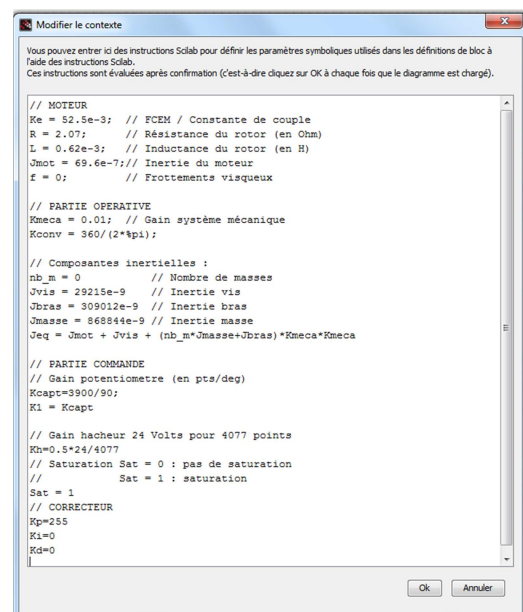 Modifier le contexte
x
Vous pouvez entrer ici des instructions Scilab pour définir les paramètres symboliques utilisés dans les définitions de bloc à
l'aide des instructions Scilab.
Ces instructions sont évaluées après confirmation (c'est-à-dire cliquez sur OK à chaque fois que le diagramme est chargé).
// MOTEUR
Ke = 52.5e-3;  // FCEM / Constante de couple
R = 2.07;      // Résistance du rotor (en Ohm)
L = 0.62e-3;   // Inductance du rotor (en H)
Jmot = 69.6e-7;// Inertie du moteur
f = 0;         // Frottements visqueux
// PARTIE OPERATIVE
Kmeca = 0.01;  // Gain système mécanique
Kconv = 360/(2*%pi);
// Composantes inertielles :
nb_m = 0          // Nombre de masses
Jvis = 29215e-9   // Inertie vis
Jbras = 309012e-9 // Inertie bras
Jmasse = 868844e-9 // Inertie masse
Jeq = Jmot + Jvis + (nb_m*Jmasse+Jbras)*Kmeca*Kmeca
// PARTIE COMMANDE
// Gain potentiometre (en pts/deg)
Kcapt=3900/90;
K1 = Kcapt
// Gain hacheur 24 Volts pour 4077 points
Kh=0.5*24/4077
// Saturation Sat = 0 : pas de saturation
//            Sat = 1 : saturation
Sat = 1
// CORRECTEUR
Kp=255
Ki=0
Kd=0
Ok
Annuler